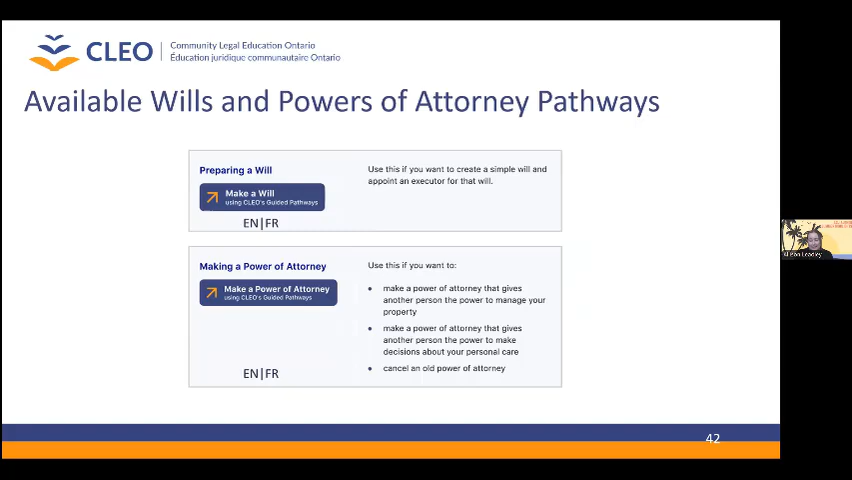 CLEO
Community Legal Education Ontario
Éducation juridique communautaire Ontario
Available Wills and Powers of Attorney Pathways
Preparing a Will
Make a Will
using CLEO's Guided Pathways
EN|FR
Use this if you want to create a simple will and
appoint an executor for that will.
Making a Power of Attorney
Make a Power of Attorney
using CLEO's Guided Pathways
EN|FR
Use this if you want to:
make a power of attorney that gives
another person the power to manage your
property
make a power of attorney that gives
another person the power to make
decisions about your personal care
cancel an old power of attorney
42
Leadley